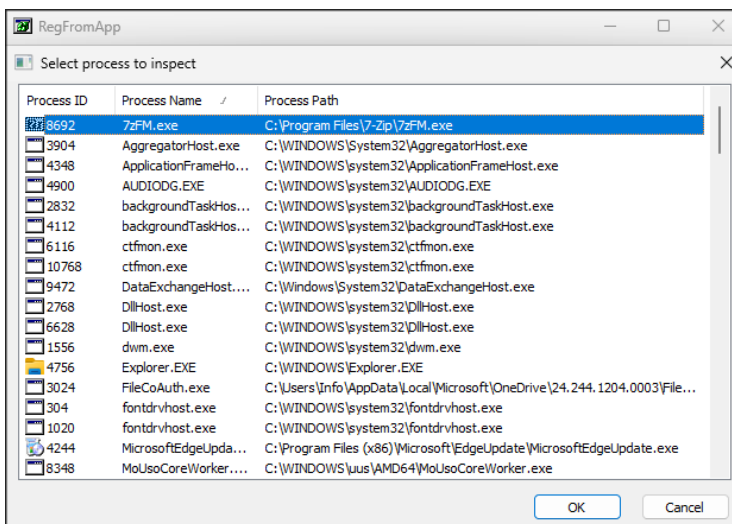 RegFromApp
Select process to inspect
Process ID Process Name Process Path
8692 7zFM.exe C:\Program Files\7-Zip\7zFM.exe
3904 AggregatorHost.exe C:\WINDOWS\System32\AggregatorHost.exe
4348 ApplicationFrameHo... C:\WINDOWS\system32\ApplicationFrameHost.exe
4900 AUDIODG.EXE C:\WINDOWS\system32\AUDIODG.EXE
2832 backgroundTaskHos... C:\WINDOWS\system32\backgroundTaskHost.exe
4112 backgroundTaskHos... C:\WINDOWS\system32\backgroundTaskHost.exe
6116 ctfmon.exe C:\WINDOWS\system32\ctfmon.exe
10768 ctfmon.exe C:\WINDOWS\system32\ctfmon.exe
9472 DataExchangeHost.... C:\Windows\System32\DataExchangeHost.exe
2768 DllHost.exe C:\WINDOWS\system32\DllHost.exe
6628 DllHost.exe C:\WINDOWS\system32\DllHost.exe
1556 dwm.exe C:\WINDOWS\system32\dwm.exe
4756 Explorer.EXE C:\WINDOWS\Explorer.EXE
3024 FileCoAuth.exe C:\Users\Info\AppData\Local\Microsoft\OneDrive\24.244.1204.0003\File...
304 fontdrvhost.exe C:\WINDOWS\system32\fontdrvhost.exe
1020 fontdrvhost.exe C:\WINDOWS\system32\fontdrvhost.exe
4244 MicrosoftEdgeUpda... C:\Program Files (x86)\Microsoft\EdgeUpdate\MicrosoftEdgeUpdate.exe
8348 MoUsoCoreWorker.... C:\WINDOWS\uus\AMD64\MoUsoCoreWorker.exe
OK Cancel